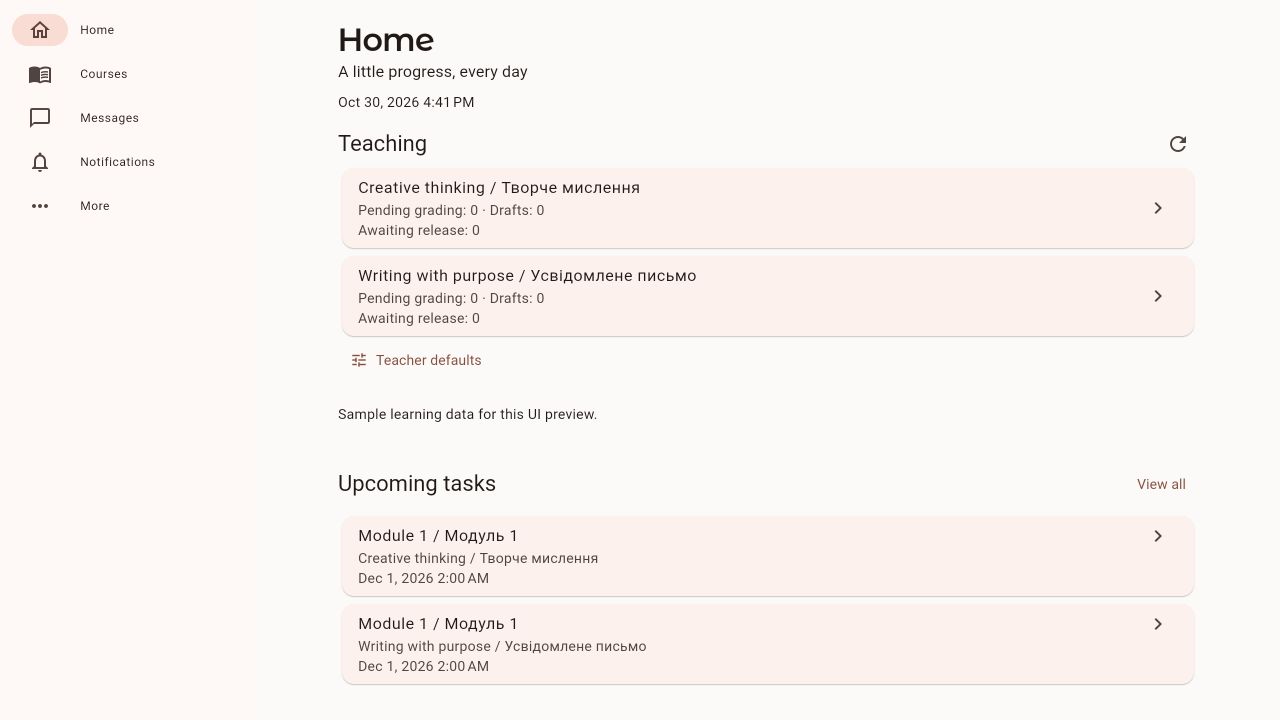 Home
Courses
Messages
Notifications
More
Home
A little progress, every day
Oct 30, 2026 4:41 PM
Teaching
Creative thinking / Творче мислення
Pending grading: 0 · Drafts: 0
Awaiting release: 0
Writing with purpose / Усвідомлене письмо
Pending grading: 0 · Drafts: 0
Awaiting release: 0
Teacher defaults
Sample learning data for this UI preview.
Upcoming tasks
View all
Module 1 / Модуль 1
Creative thinking / Творче мислення
Dec 1, 2026 2:00 AM
Module 1 / Модуль 1
Writing with purpose / Усвідомлене письмо
Dec 1, 2026 2:00 AM